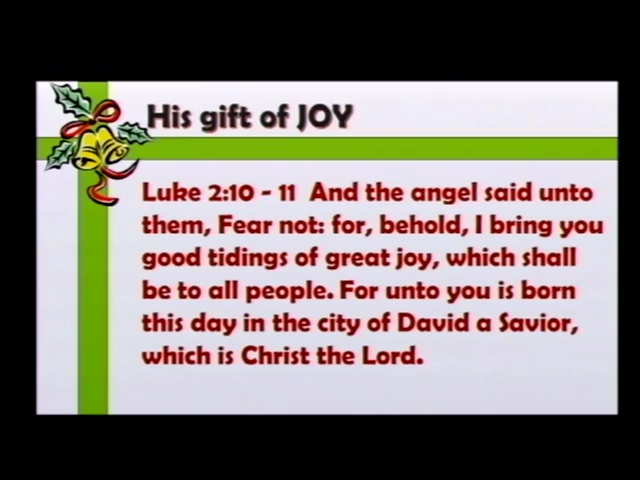 His gift of JOY
Luke 2:10 - 11 And the angel said unto
them, Fear not: for, behold, I bring you
good tidings of great joy, which shall
be to all people. For unto you is born
this day in the city of David a Savior,
which is Christ the Lord.